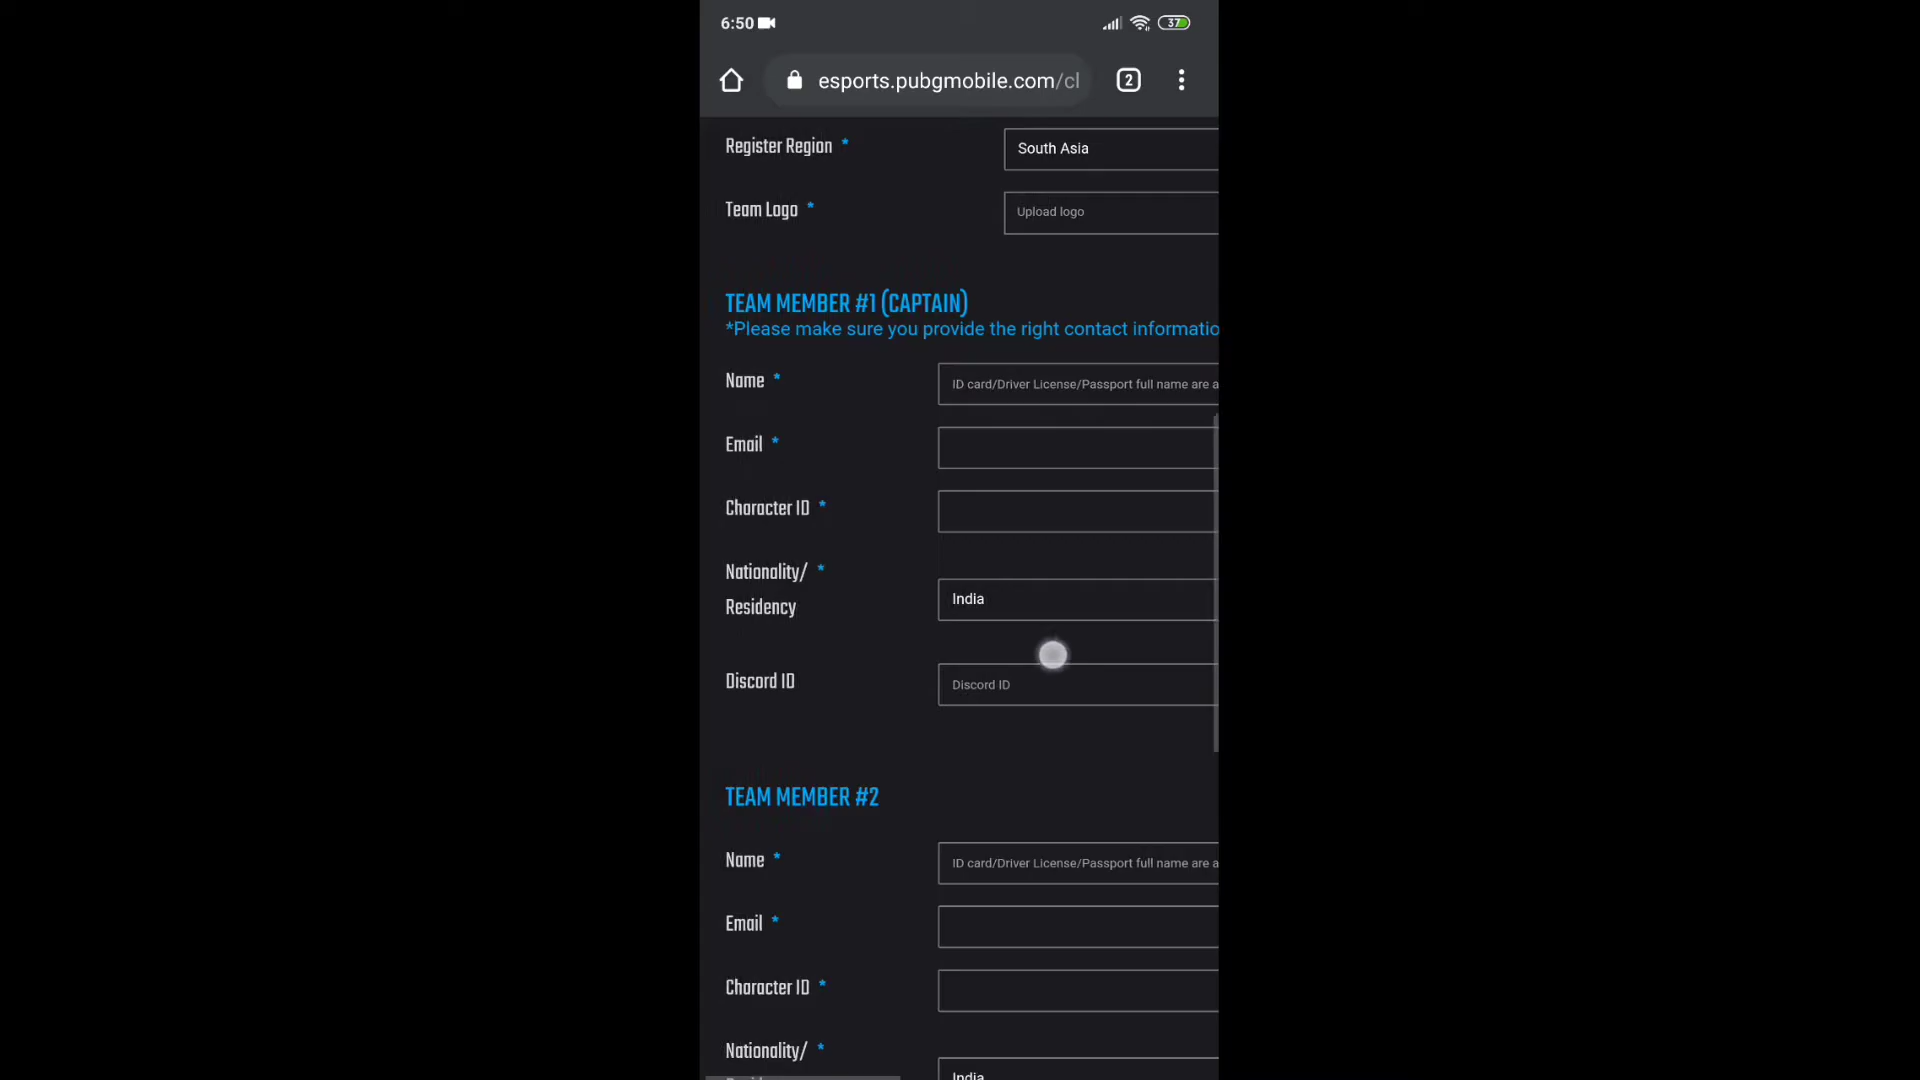 6:50
37
esports.pubgmobile.com/cl
2
Register Region *
South Asia
Team Logo *
Upload logo
TEAM MEMBER #1 (CAPTAIN)
*Please make sure you provide the right contact informatio
Name *
ID card/Driver License/Passport full name are a
Email *
Character ID *
Nationality/ *
Residency
India
Discord ID
Discord ID
TEAM MEMBER #2
Name *
ID card/Driver License/Passport full name are a
Email *
Character ID *
Nationality/ *
India